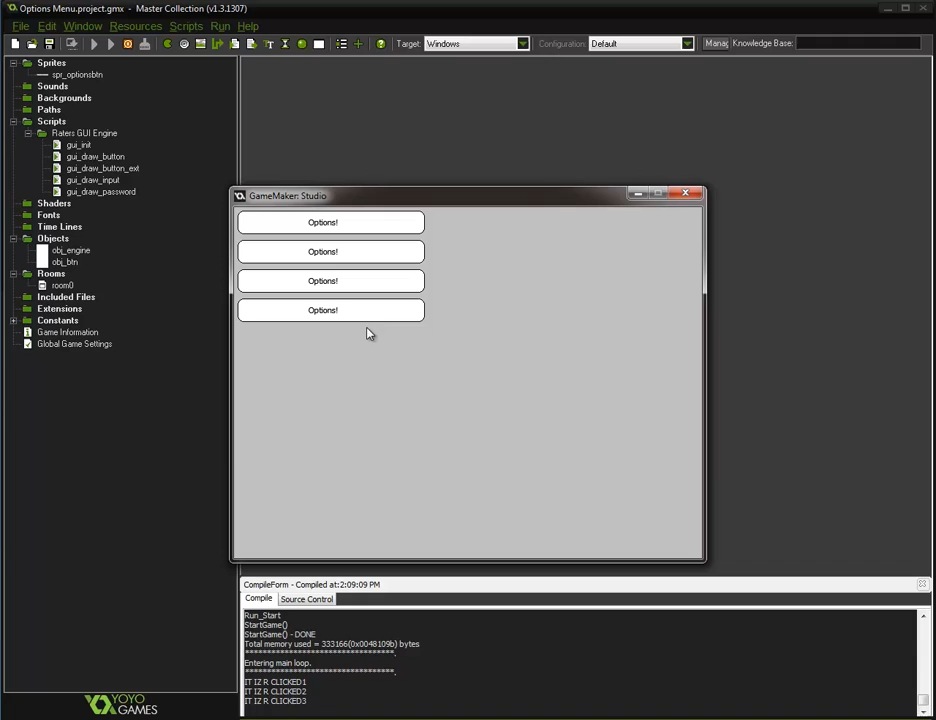 Options Menu.project.gmx - Master Collection (v1.3.1307)
File Edit Window Resources Scripts Run Help
Target: Windows Configuration: Default Manag Knowledge Base:
Sprites
spr_optionsbtn
Sounds
Backgrounds
Paths
Scripts
Raters GUI Engine
gui_init
gui_draw_button
gui_draw_button_ext
gui_draw_input
gui_draw_password
Shaders
Fonts
Time Lines
Objects
obj_engine
obj_btn
Rooms
room0
Included Files
Extensions
Constants
Game Information
Global Game Settings
GameMaker: Studio
Options!
Options!
Options!
Options!
CompileForm - Compiled at:2:09:09 PM
Compile Source Control
Run_Start
StartGame()
StartGame() - DONE
Total memory used = 333166(0x0048109b) bytes
************************************.
Entering main loop.
************************************.
IT IZ R CLICKED1
IT IZ R CLICKED2
IT IZ R CLICKED3
YOYO
GAMES